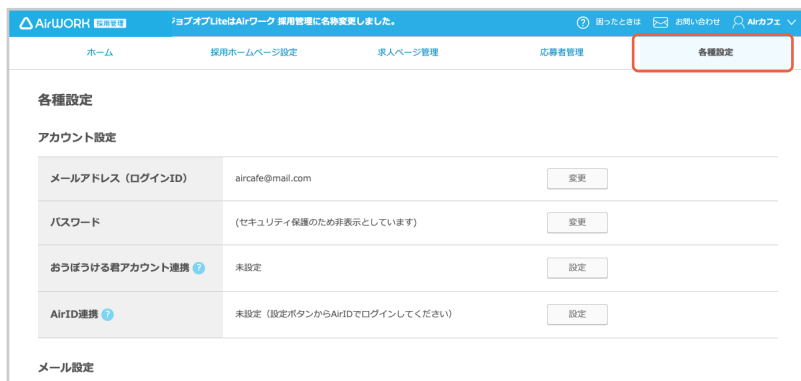 AirWORK 採用管理 ジョブオプLiteはAirワーク 採用管理に名称変更しました。 ? 困ったときは お問い合わせ Airカフェ
ホーム 採用ホームページ設定 求人ページ管理 応募者管理 各種設定
各種設定
アカウント設定
メールアドレス（ログインID） aircafe@mail.com 変更
パスワード (セキュリティ保護のため非表示としています) 変更
おうぼうける君アカウント連携 ? 未設定 設定
AirID連携 ? 未設定（設定ボタンからAirIDでログインしてください） 設定
メール設定